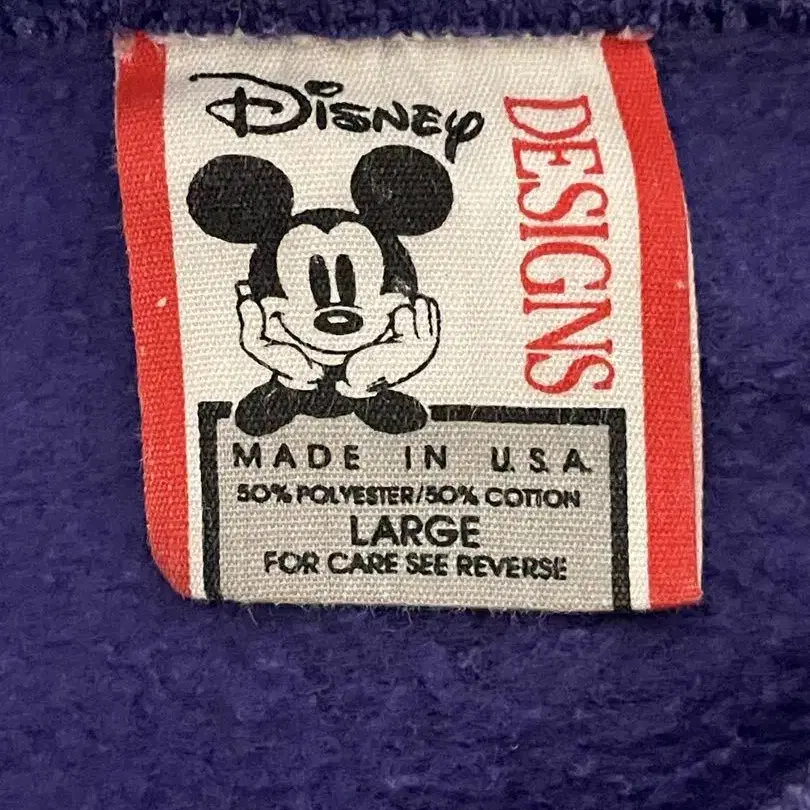 Disney
DESIGNS
MADE IN U.S.A.
50% POLYESTER/50% COTTON
LARGE
FOR CARE SEE REVERSE